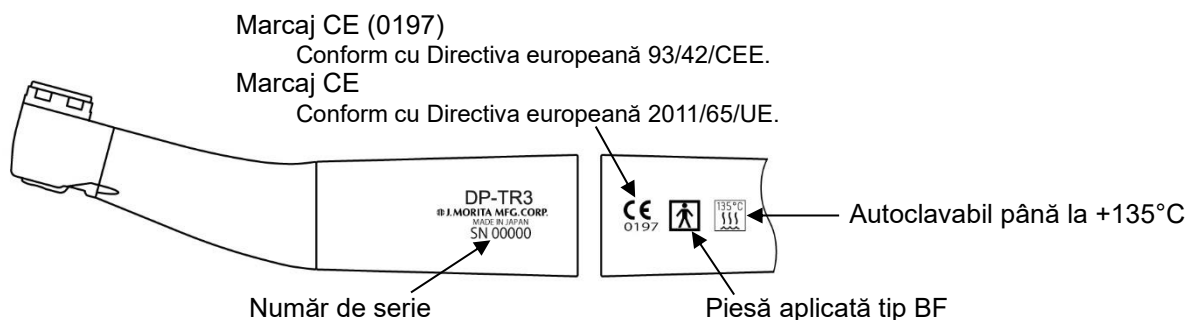 Marcaj CE (0197)
Conform cu Directiva europeană 93/42/CEE.
Marcaj CE
Conform cu Directiva europeană 2011/65/UE.
DP-TR3
J.MORITA MFG. CORP.
MADE IN JAPAN
SN 00000
CE
0197
135°C
Autoclavabil până la +135°C
Număr de serie
Piesă aplicată tip BF